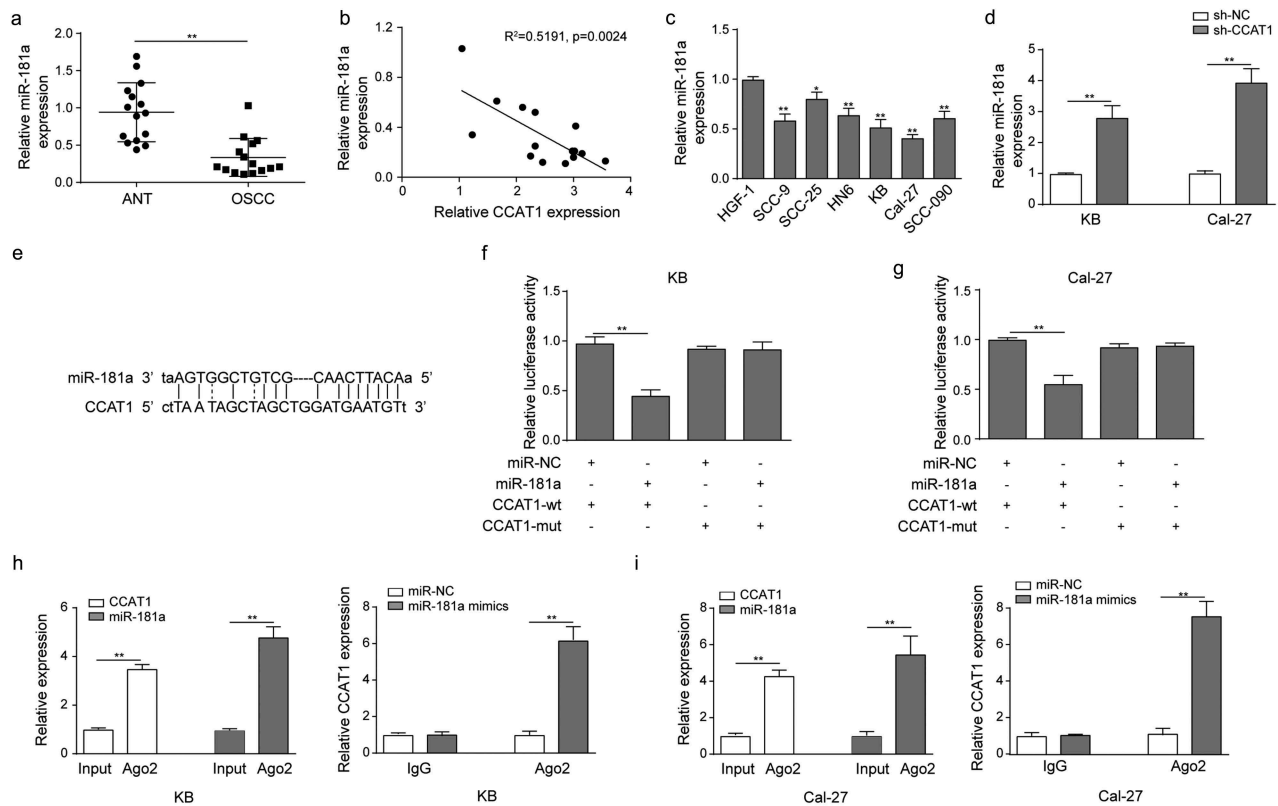 a
Relative miR-181a
expression
2.0
1.5
1.0
0.5
0.0
**
ANT
OSCC
b
Relative miR-181a
expression
1.2
0.8
0.4
0.0
R²=0.5191, p=0.0024
0 1 2 3 4
Relative CCAT1 expression
c
Relative miR-181a
expression
1.5
1.0
0.5
0.0
** * ** ** ** **
HGF-1
SCC-9
SCC-25
HN6
KB
Cal-27
SCC-090
d
sh-NC
sh-CCAT1
Relative miR-181a
expression
5
4
3
2
1
0
** **
KB Cal-27
e
miR-181a 3’ taAGTGGCTGTCG----CAACTTACAa 5’
CCAT1 5’ ctTAATAGCTAGCTGGATGAATGTt 3’
f
KB
Relative luciferase activity
1.5
1.0
0.5
1.0
**
miR-NC + - + -
miR-181a - + - +
CCAT1-wt + + - -
CCAT1-mut - - + +
g
Cal-27
Relative luciferase activity
1.5
1.0
0.5
1.0
**
miR-NC + - + -
miR-181a - + - +
CCAT1-wt + + - -
CCAT1-mut - - + +
h
CCAT1
miR-181a
Relative expression
6
4
2
0
** **
Input Ago2 Input Ago2
KB
miR-NC
miR-181a mimics
Relative CCAT1 expression
8
6
4
2
0
**
IgG Ago2
KB
i
CCAT1
miR-181a
Relative expression
8
6
4
2
0
** **
Input Ago2 Input Ago2
Cal-27
miR-NC
miR-181a mimics
Relative CCAT1 expression
10
8
6
4
2
0
**
IgG Ago2
Cal-27